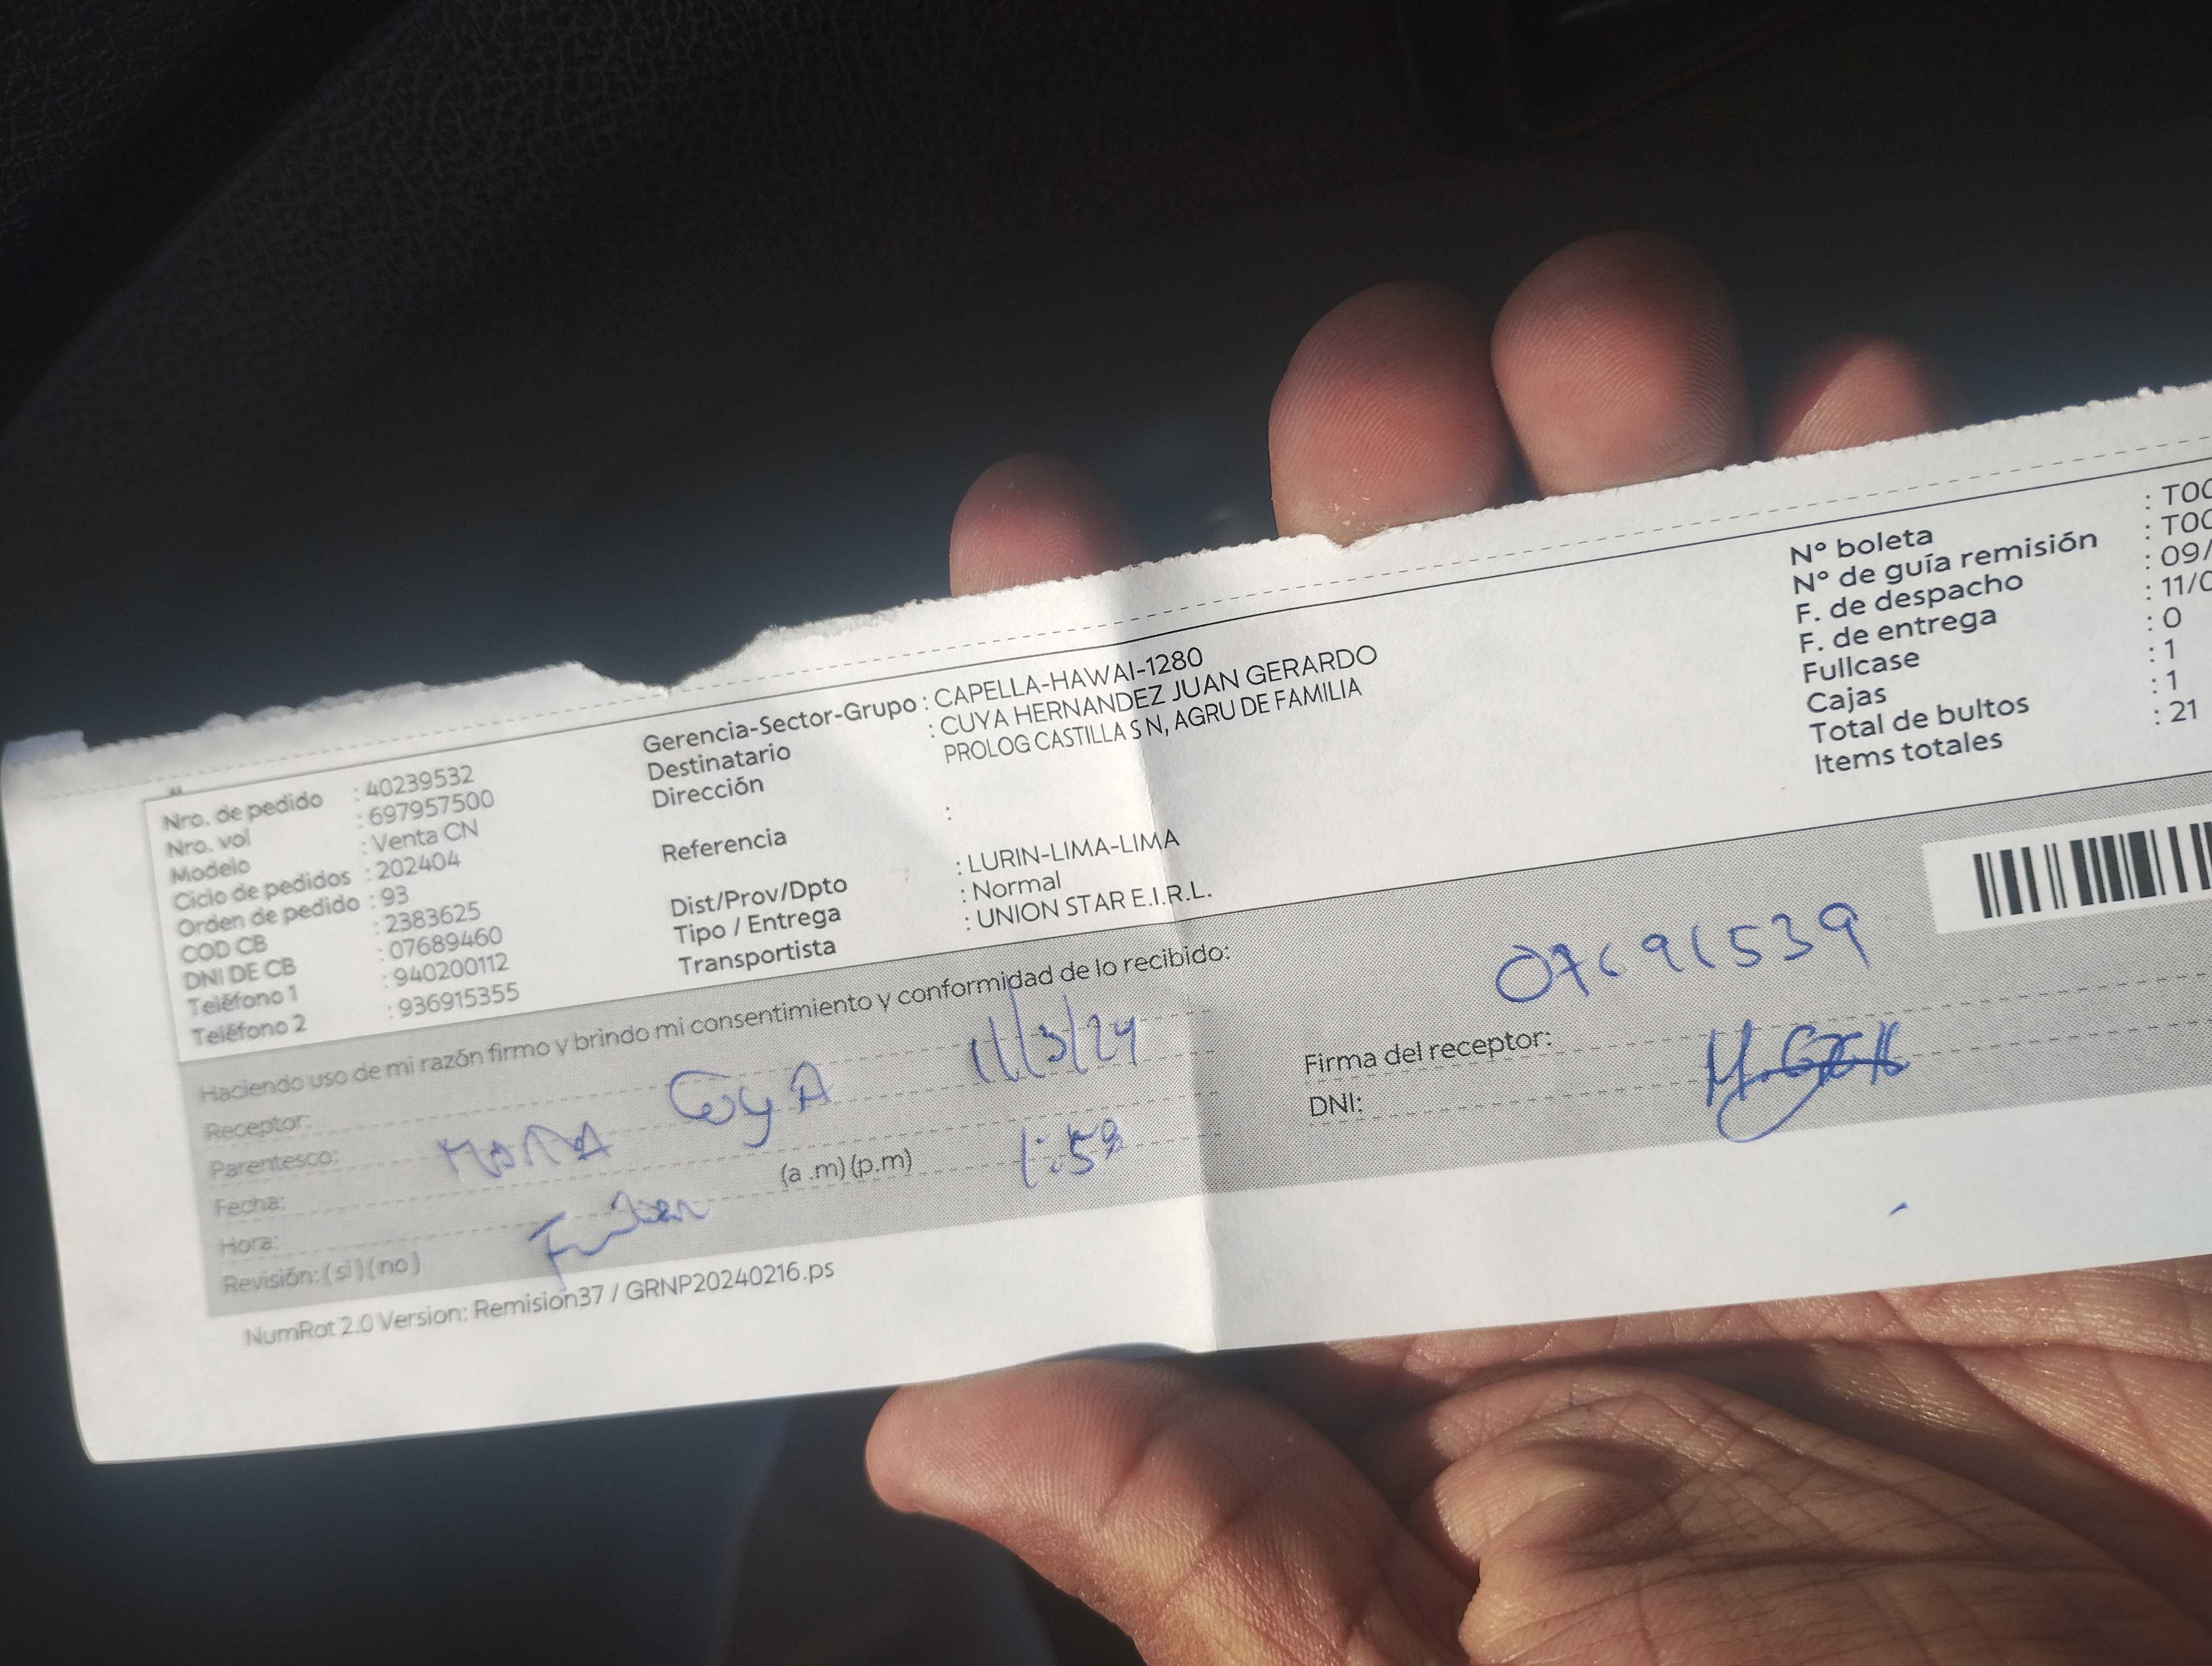 Nro. de pedido : 40239532
Nro. vol : 697957500
Modelo : Venta CN
Ciclo de pedidos : 202404
Orden de pedido : 93
COD CB : 2383625
DNI DE CB : 07689460
Teléfono 1 : 940200112
Teléfono 2 : 936915355
Gerencia-Sector-Grupo : CAPELLA-HAWAI-1280
Destinatario : CUYA HERNANDEZ JUAN GERARDO
Dirección PROLOG CASTILLA S N, AGRU DE FAMILIA
Referencia :
Dist/Prov/Dpto : LURIN-LIMA-LIMA
Tipo / Entrega : Normal
Transportista : UNION STAR E.I.R.L.
N° boleta : TOC
N° de guía remisión : TOC
F. de despacho : 09/
F. de entrega : 11/0
Fullcase : 0
Cajas : 1
Total de bultos : 1
Items totales : 21
Haciendo uso de mi razón firmo y brindo mi consentimiento y conformidad de lo recibido:
Receptor:
Parentesco: CUYA 11/3/24
Fecha:
Hora: (a .m) (p.m) 1:58
Revisión: (si) (no)
07691539
Firma del receptor:
DNI:
NumRot 2.0 Version: Remision37 / GRNP20240216.ps